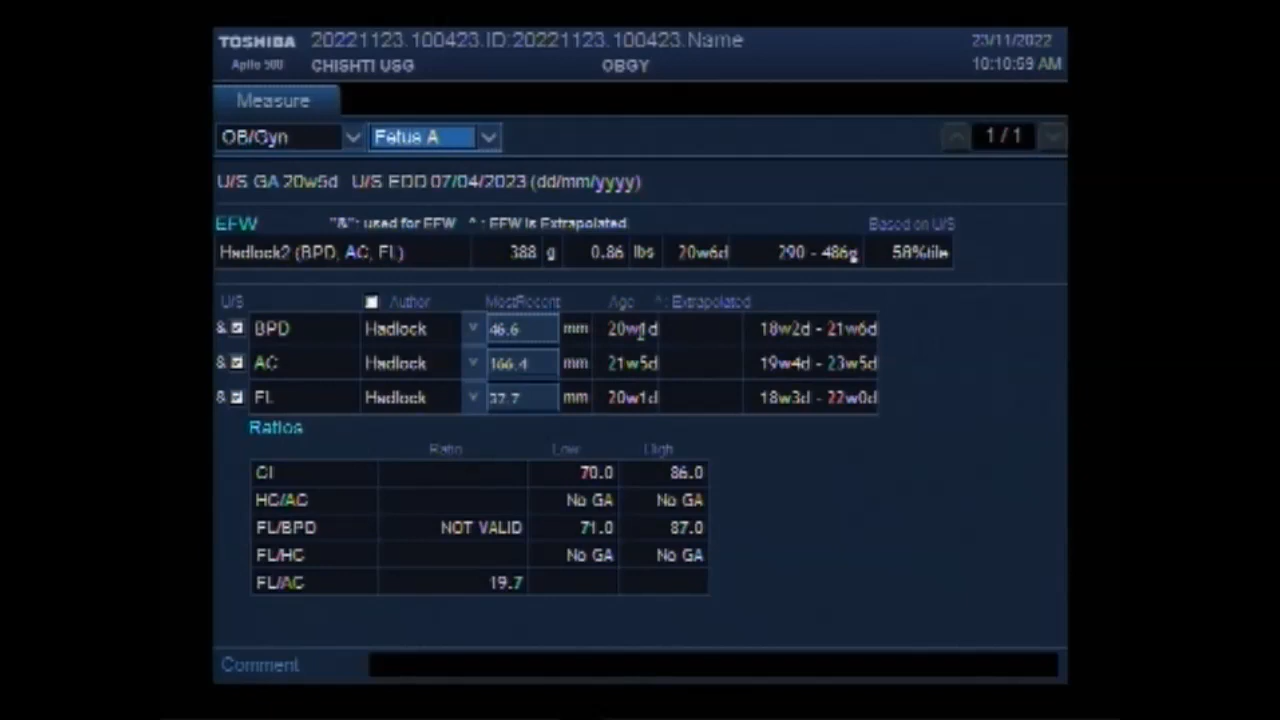 TOSHIBA 20221123.100423.ID:20221123.100423.Name 23/11/2022
Aplio 500 CHISHTI USG OBGY 10:10:59 AM
Measure
OB/Gyn Fetus A 1 / 1
U/S GA 20w5d U/S EDD 07/04/2023 (dd/mm/yyyy)
EFW "&": used for EFW ^ : EFW is Extrapolated. Based on U/S
Hadlock2 (BPD, AC, FL) 388 g 0.86 lbs 20w6d 290 - 486g 58%tile
U/S Author MostRecent Age ^ : Extrapolated
& BPD Hadlock 46.6 mm 20w1d 18w2d - 21w6d
& AC Hadlock 166.4 mm 21w5d 19w4d - 23w5d
& FL Hadlock 32.7 mm 20w1d 18w3d - 22w0d
Ratios
Ratio Low High
CI 70.0 86.0
HC/AC No GA No GA
FL/BPD NOT VALID 71.0 87.0
FL/HC No GA No GA
FL/AC 19.7
Comment